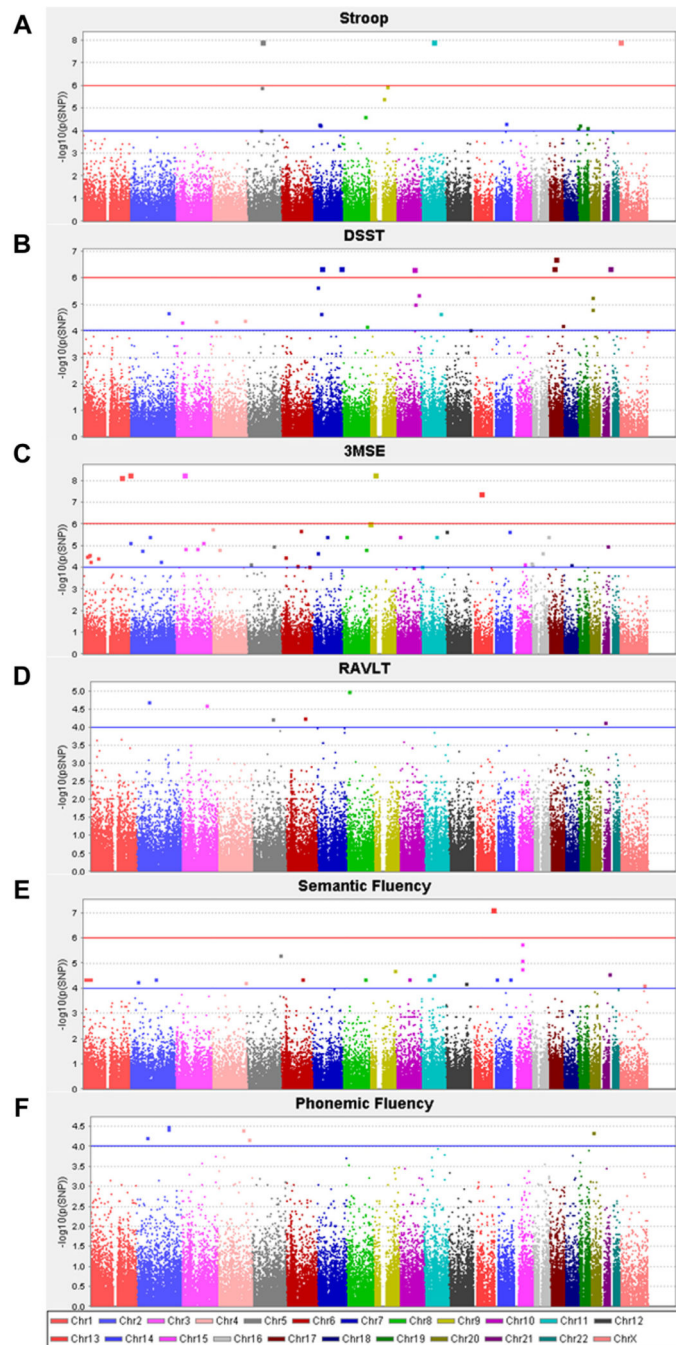 A
Stroop
8
7
6
5
4
3
2
1
0
-log10(p(SNP))
B
DSST
7
6
5
4
3
2
1
0
-log10(p(SNP))
C
3MSE
8
7
6
5
4
3
2
1
0
-log10(p(SNP))
D
RAVLT
5.0
4.5
4.0
3.5
3.0
2.5
2.0
1.5
1.0
0.5
0.0
-log10(pSNP)
E
Semantic Fluency
7
6
5
4
3
2
1
0
-log10(p(SNP))
F
Phonemic Fluency
4.5
4.0
3.5
3.0
2.5
2.0
1.5
1.0
0.5
0.0
-log10(p(SNP))
Chr1 Chr2 Chr3 Chr4 Chr5 Chr6 Chr7 Chr8 Chr9 Chr10 Chr11 Chr12
Chr13 Chr14 Chr15 Chr16 Chr17 Chr18 Chr19 Chr20 Chr21 Chr22 ChrX